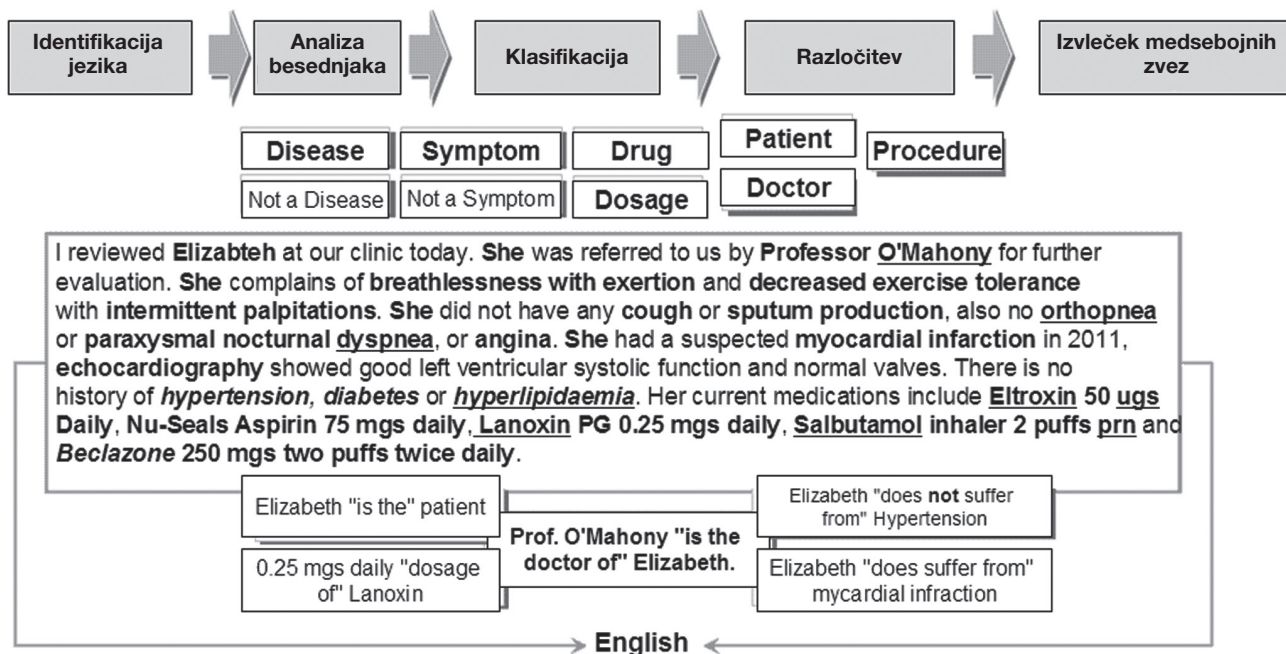 Identifikacija
jezika
Analiza
besednjaka
Klasifikacija
Razločitev
Izvleček medsebojnih
zvez
Disease
Symptom
Drug
Patient
Procedure
Not a Disease
Not a Symptom
Dosage
Doctor
I reviewed Elizabteh at our clinic today. She was referred to us by Professor O'Mahony for further
evaluation. She complains of breathlessness with exertion and decreased exercise tolerance
with intermittent palpitations. She did not have any cough or sputum production, also no orthopnea
or paraxysmal nocturnal dyspnea, or angina. She had a suspected myocardial infarction in 2011,
echocardiography showed good left ventricular systolic function and normal valves. There is no
history of hypertension, diabetes or hyperlipidaemia. Her current medications include Eltroxin 50 ugs
Daily, Nu-Seals Aspirin 75 mgs daily, Lanoxin PG 0.25 mgs daily, Salbutamol inhaler 2 puffs prn and
Beclazone 250 mgs two puffs twice daily.
Elizabeth "is the" patient
0.25 mgs daily "dosage
of" Lanoxin
Prof. O'Mahony "is the
doctor of" Elizabeth.
Elizabeth "does not suffer
from" Hypertension
Elizabeth "does suffer from"
mycardial infraction
English